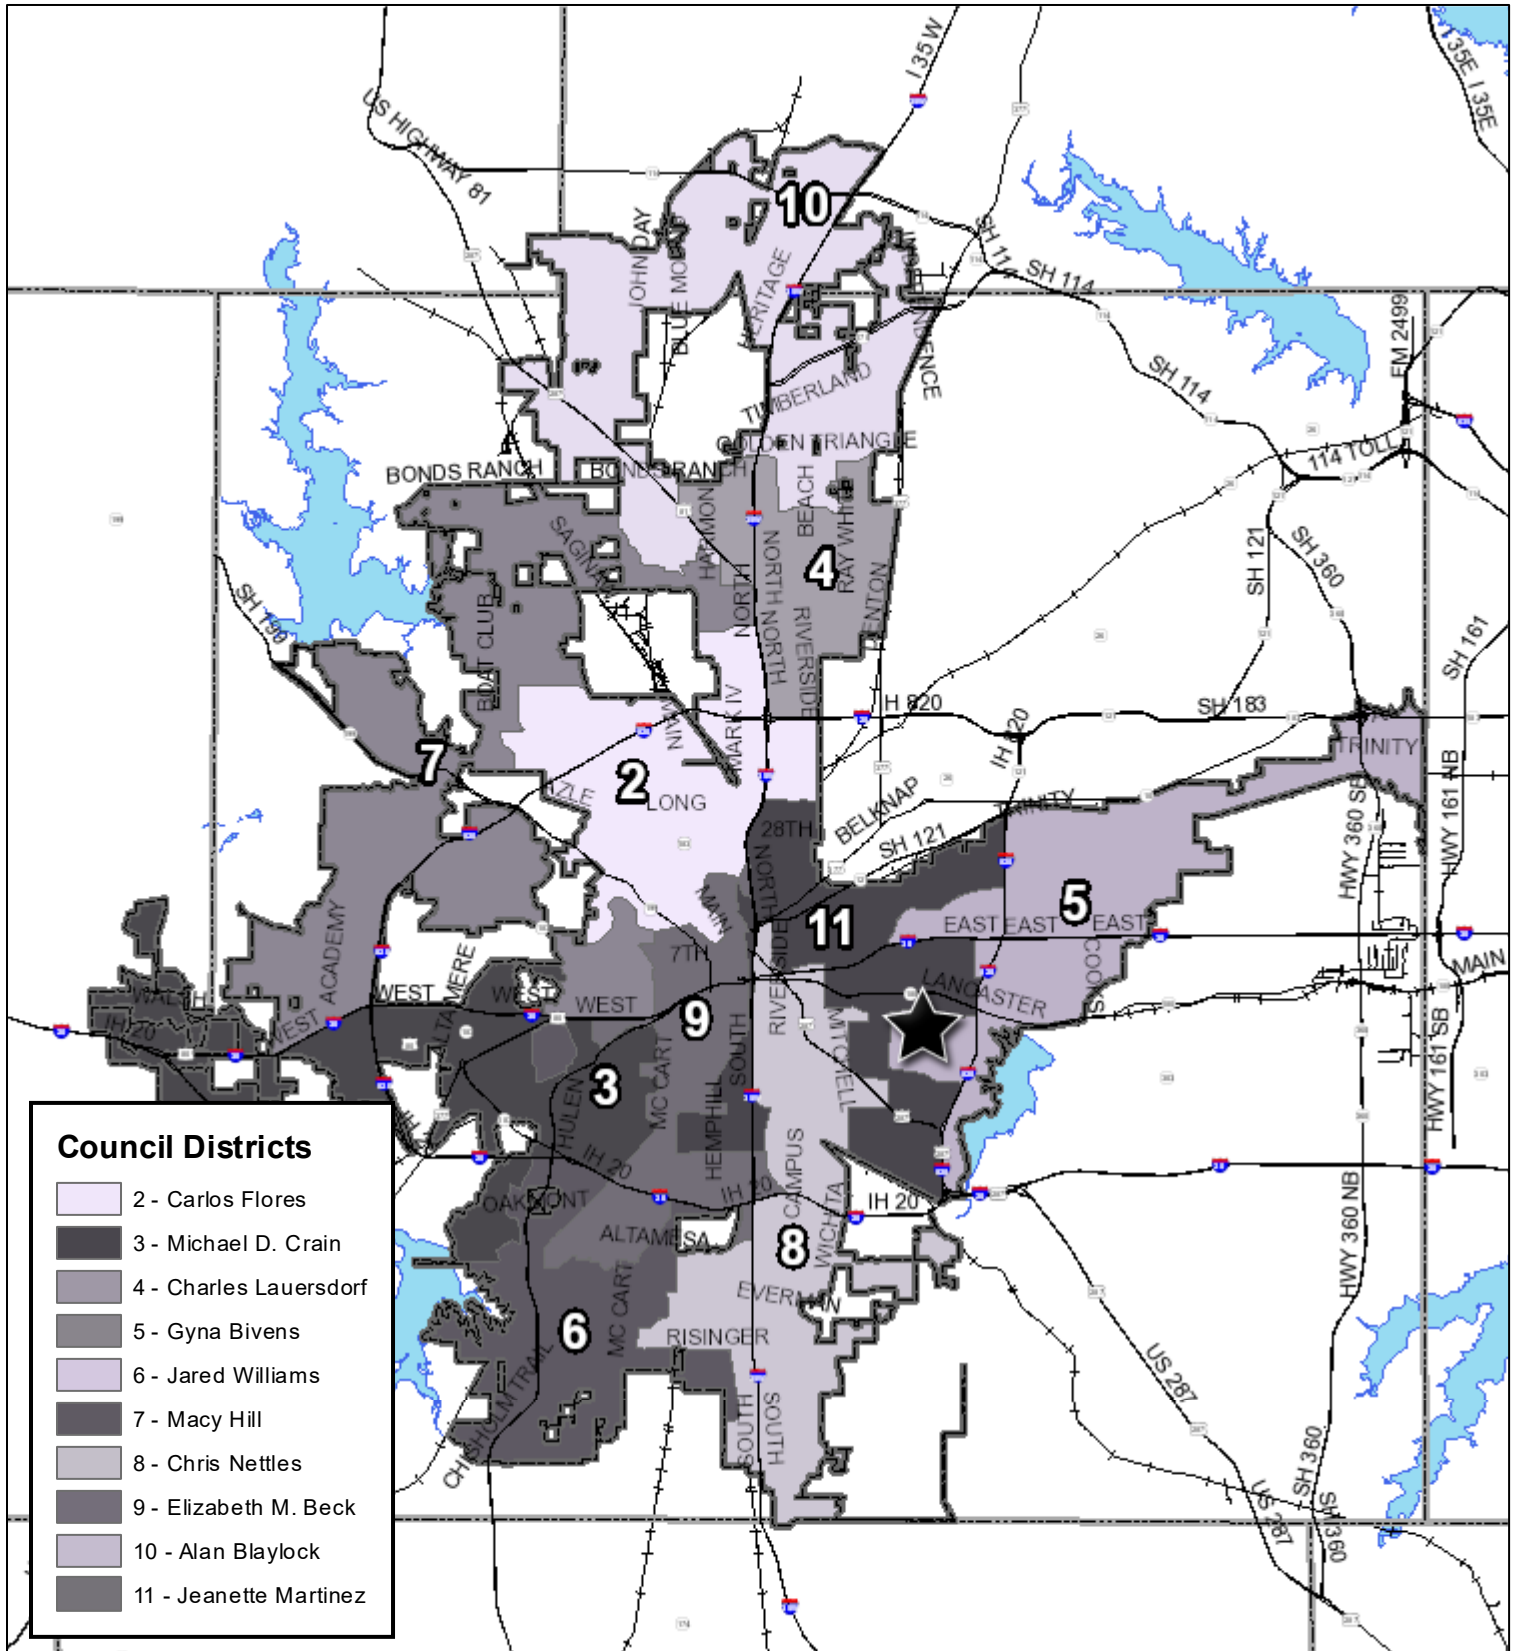 I 35W
I 35E
I 35E
US HIGHWAY 81
10
JOHN DAY
HERITAGE
SH 114
SH 114
FM 2499
TIMBERLAND
SH 114
GOLDEN TRIANGLE
BONDS RANCH
BONDS RANCH
114 TOLL
HARMON
BEACH
4
NORTH
NORTH
NORTH
RIVERSIDE
SH 121
SH 360
SH 199
BOAT CLUB
SH 161
IH 820
SH 183
MARK IV
IH 820
TRINITY
7
2
AZLE
LONG
BELKNAP
TRINITY
HWY 360 SB
HWY 161 NB
28TH
SH 121
NORTH
MAIN
11
5
EAST
EAST
EAST
ACADEMY
7TH
RIVERSIDE
COOKS
LANCASTER
MAIN
WALSH
WEST
WEST
WEST
WEST
ALTAMERE
IH 20
9
SOUTH
MITCHELL
HWY 161 SB
3
MC CART
HULEN
HEMPHILL
CAMPUS
IH 20
IH 20
IH 20
OAKMONT
ALTAMESA
WICHITA
8
HWY 360 NB
EVERMAN
6
MC CART
RISINGER
US 287
CHISHOLM TRAIL
SOUTH
SOUTH
SH 360
US 287
SH 360
Council Districts
2 - Carlos Flores
3 - Michael D. Crain
4 - Charles Lauersdorf
5 - Gyna Bivens
6 - Jared Williams
7 - Macy Hill
8 - Chris Nettles
9 - Elizabeth M. Beck
10 - Alan Blaylock
11 - Jeanette Martinez